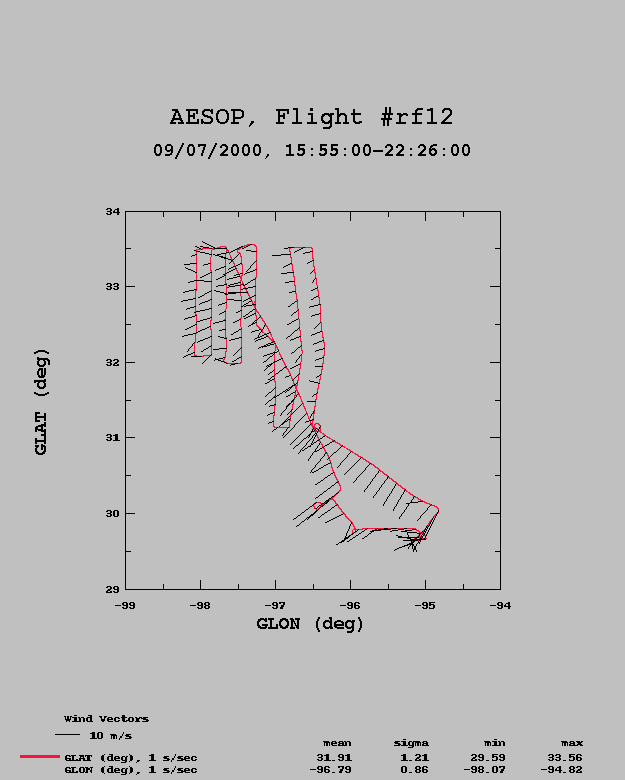 AESOP, Flight #rf12
09/07/2000, 15:55:00-22:26:00
34
33
32
31
30
29
GLAT (deg)
-99 -98 -97 -96 -95 -94
GLON (deg)
Wind Vectors
10 m/s
mean sigma min max
GLAT (deg), 1 s/sec 31.91 1.21 29.59 33.56
GLON (deg), 1 s/sec -96.79 0.86 -98.07 -94.82